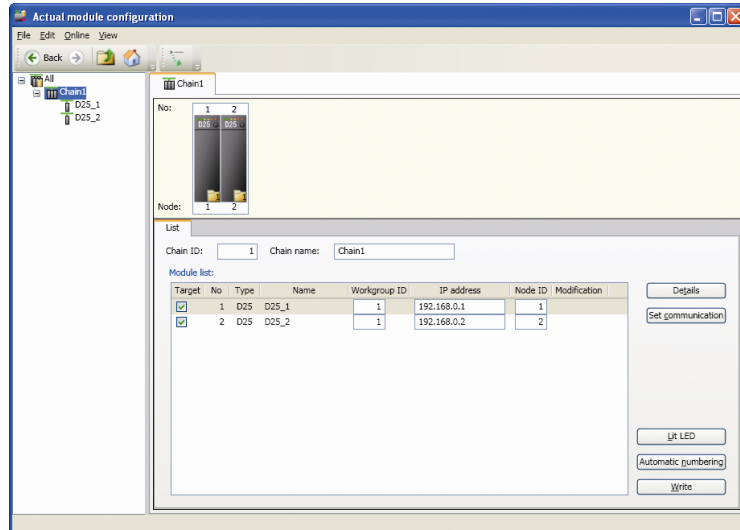 Actual module configuration
File Edit Online View
Back
All
Chain1
D25_1
D25_2
Chain1
No: 1 2
D25 D25
1 1
Node: 1 2
List
Chain ID: 1 Chain name: Chain1
Module list:
Target No Type Name Workgroup ID IP address Node ID Modification
1 D25 D25_1 1 192.168.0.1 1
2 D25 D25_2 1 192.168.0.2 2
Details
Set communication
Lit LED
Automatic numbering
Write